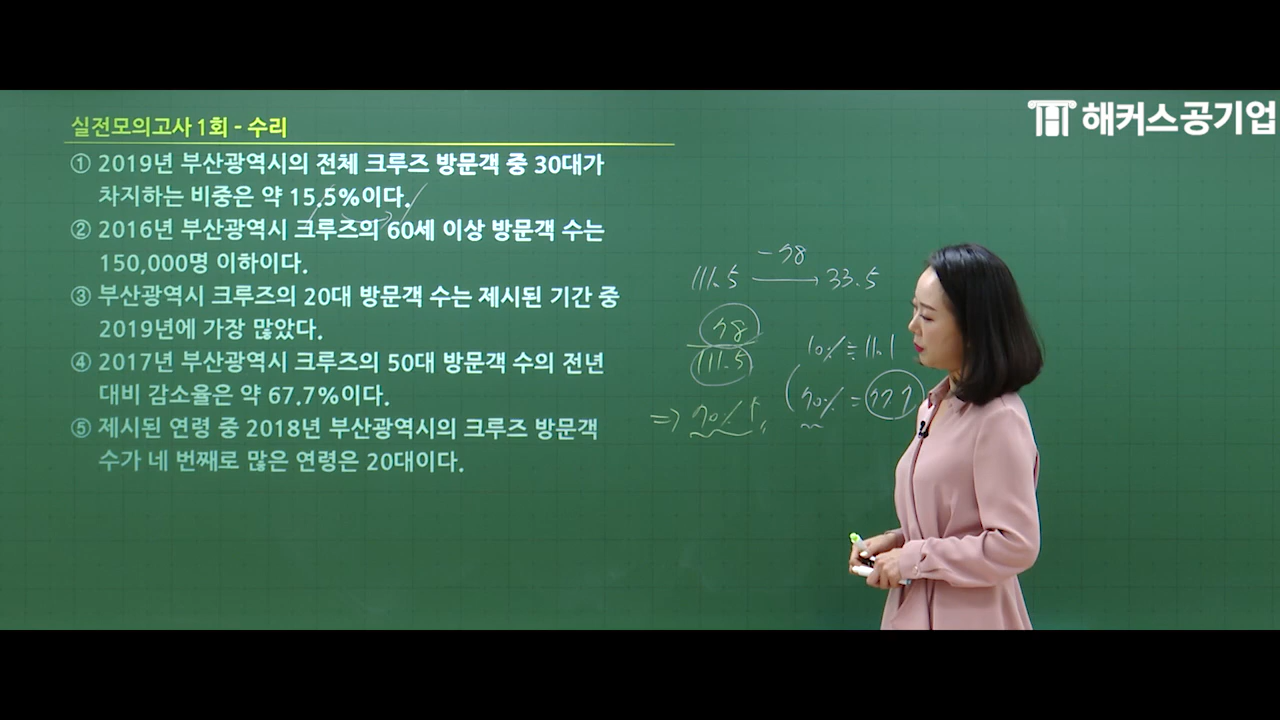 해커스공기업
실전모의고사 1회 - 수리
① 2019년 부산광역시의 전체 크루즈 방문객 중 30대가
차지하는 비중은 약 15.5%이다.
② 2016년 부산광역시 크루즈의 60세 이상 방문객 수는
150,000명 이하이다.
③ 부산광역시 크루즈의 20대 방문객 수는 제시된 기간 중
2019년에 가장 많았다.
④ 2017년 부산광역시 크루즈의 50대 방문객 수의 전년
대비 감소율은 약 67.7%이다.
⑤ 제시된 연령 중 2018년 부산광역시의 크루즈 방문객
수가 네 번째로 많은 연령은 20대이다.
-78
111.5 → 33.5
78
111.5
10% ≒ 11.1
70% = 77.7
⇒ 70%↑